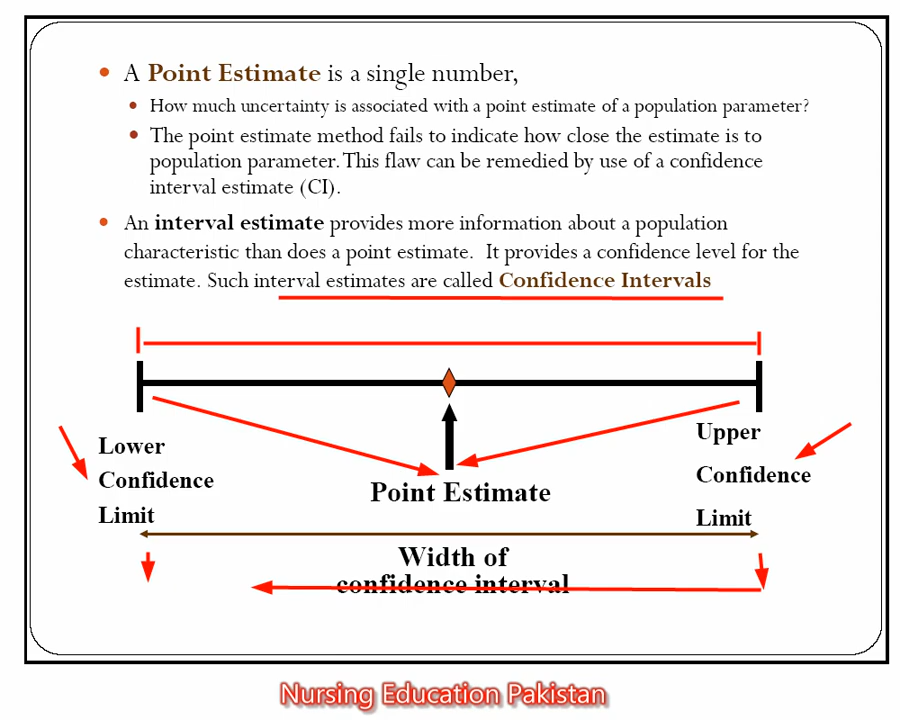 A Point Estimate is a single number,
How much uncertainty is associated with a point estimate of a population parameter?
The point estimate method fails to indicate how close the estimate is to
population parameter. This flaw can be remedied by use of a confidence
interval estimate (CI).
An interval estimate provides more information about a population
characteristic than does a point estimate. It provides a confidence level for the
estimate. Such interval estimates are called Confidence Intervals
Lower
Confidence
Limit
Point Estimate
Upper
Confidence
Limit
Width of
confidence interval
Nursing Education Pakistan